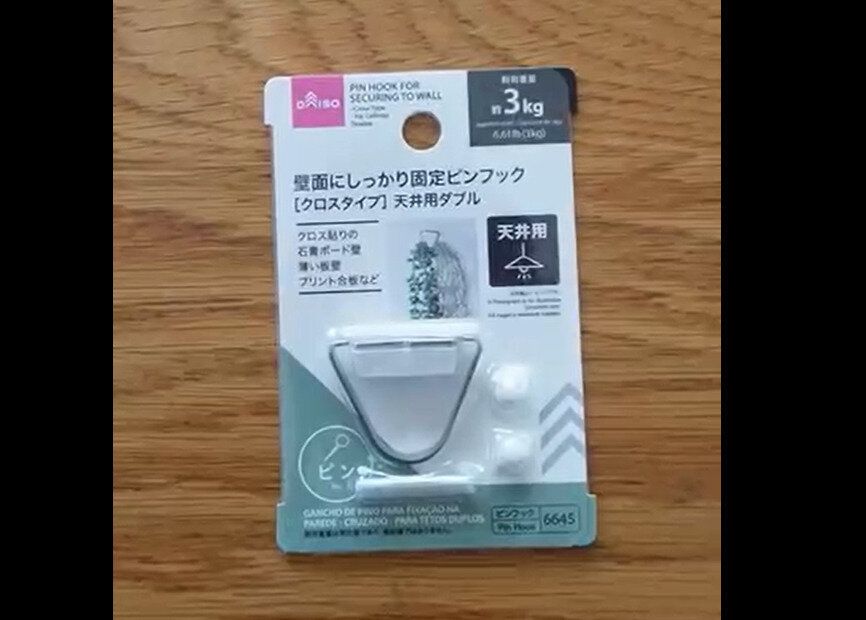 DAISO
PIN HOOK FOR
SECURING TO WALL
耐荷重量
約3kg
6.61lb (3kg)
壁面にしっかり固定ピンフック
[クロスタイプ] 天井用ダブル
クロス貼りの
石膏ボード壁
薄い板壁
プリント合板など
天井用
ピン
GANCHO DE PINO PARA FIXAÇÃO NA
PAREDE - CRUZADO - PARA TETOS DUPLOS
ピンフック
Pin Hook
6645